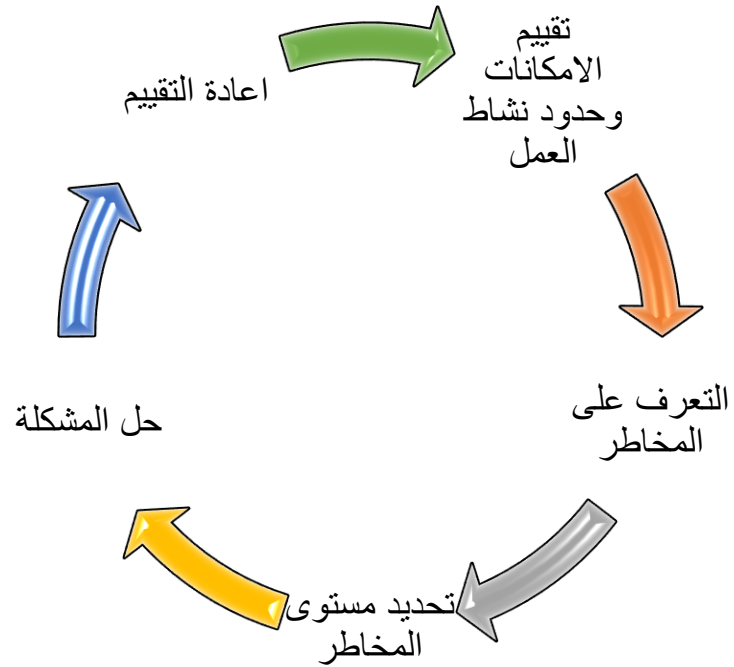 تقييم
الامكانات
وحدود نشاط
العمل
التعرف على
المخاطر
تحديد مستوى
المخاطر
حل المشكلة
اعادة التقييم